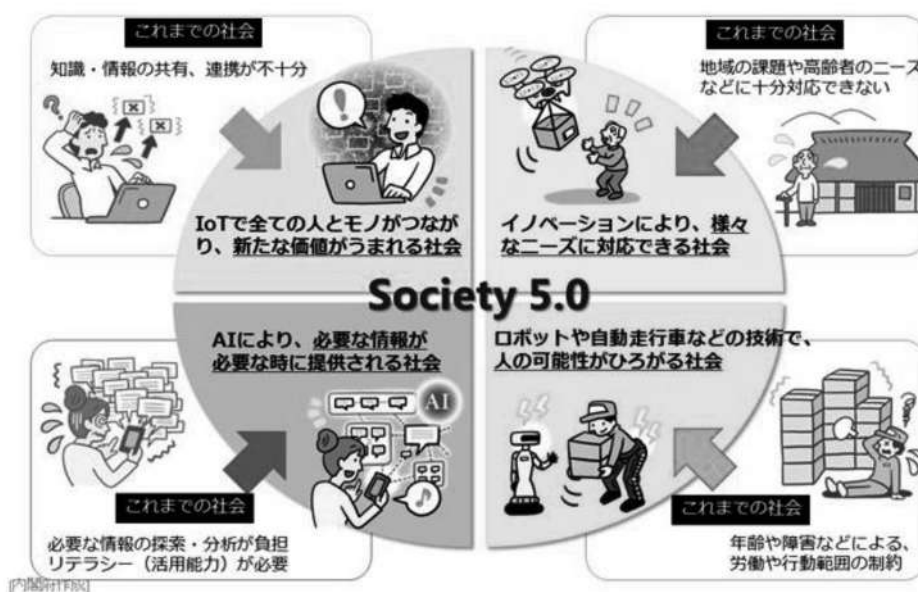 これまでの社会
知識・情報の共有、連携が不十分
IoTで全ての人とモノがつなが
り、新たな価値がうまれる社会
これまでの社会
地域の課題や高齢者のニーズ
などに十分対応できない
イノベーションにより、様々
なニーズに対応できる社会
Society 5.0
AIにより、必要な情報が
必要な時に提供される社会
AI
これまでの社会
必要な情報の探索・分析が負担
リテラシー（活用能力）が必要
ロボットや自動走行車などの技術で、
人の可能性がひろがる社会
これまでの社会
年齢や障害などによる、
労働や行動範囲の制約
[内閣府作成]